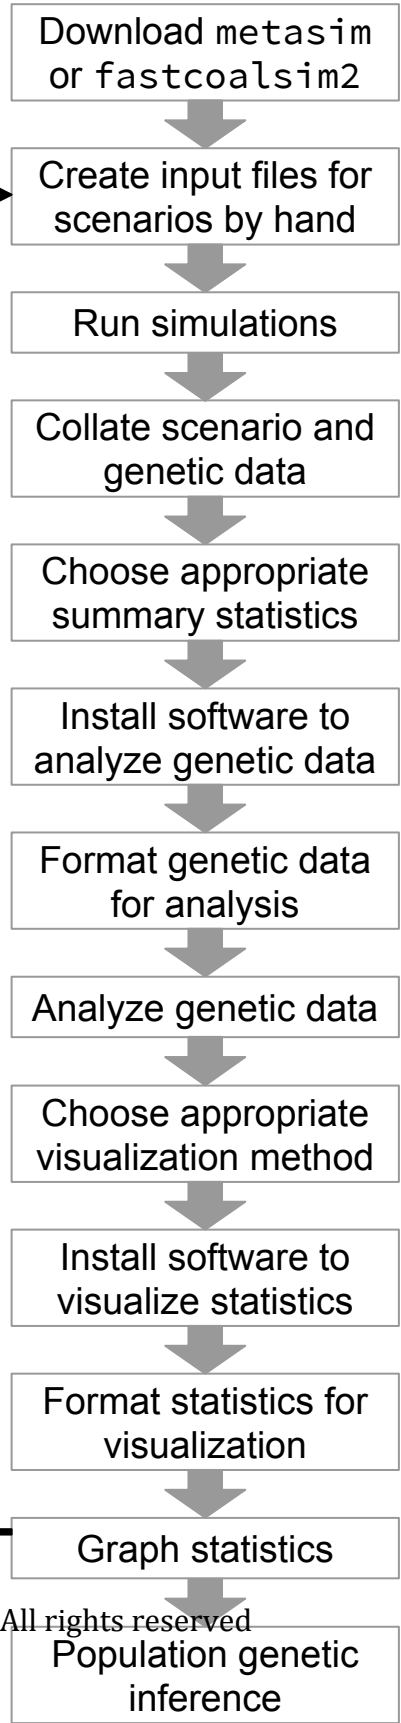 Download metasim
or fastcoalsim2
Create input files for
scenarios by hand
Run simulations
Collate scenario and
genetic data
Choose appropriate
summary statistics
Install software to
analyze genetic data
Format genetic data
for analysis
Analyze genetic data
Choose appropriate
visualization method
Install software to
visualize statistics
Format statistics for
visualization
Graph statistics
All rights reserved
Population genetic
inference